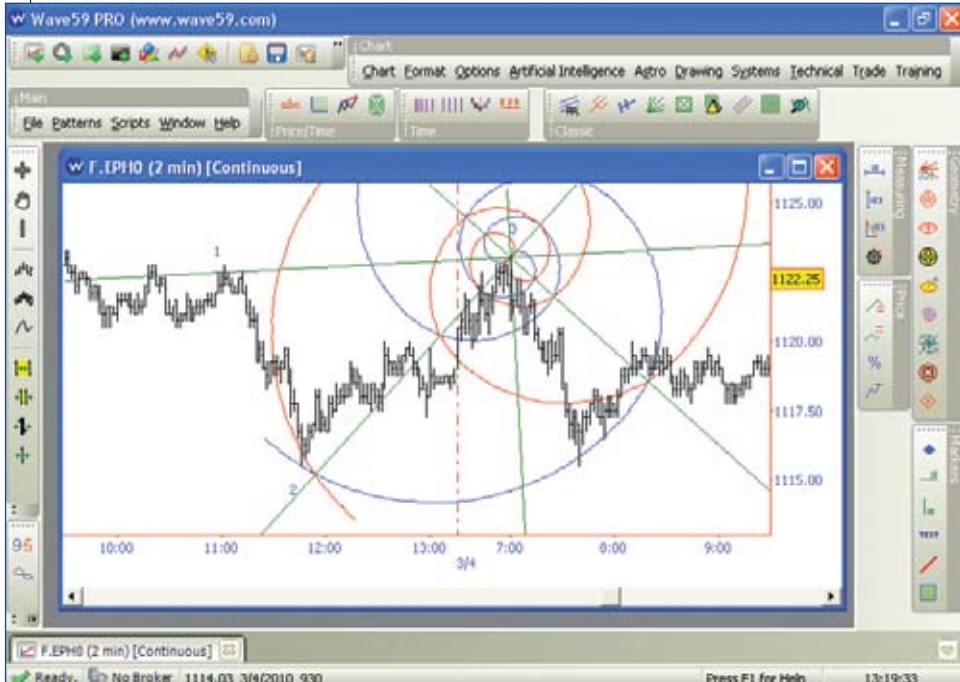 Wave59 PRO (www.wave59.com)
Chart
Chart Format Options Artificial Intelligence Astro Drawing Systems Technical Trade Training
Main
File Patterns Scripts Window Help
abc
Price/Time
Time
Classic
F.EPH0 (2 min) [Continuous]
Measuring
Geometry
1125.00
1
3
1122.25
Price
1120.00
%
1117.50
Markers
2
1115.00
TEXT
95
10:00 11:00 12:00 13:00 7:00 8:00 9:00
3/4
F.EPH0 (2 min) [Continuous]
Ready. No Broker 1114.03 3/4/2010 930 Press F1 for Help 13:19:33